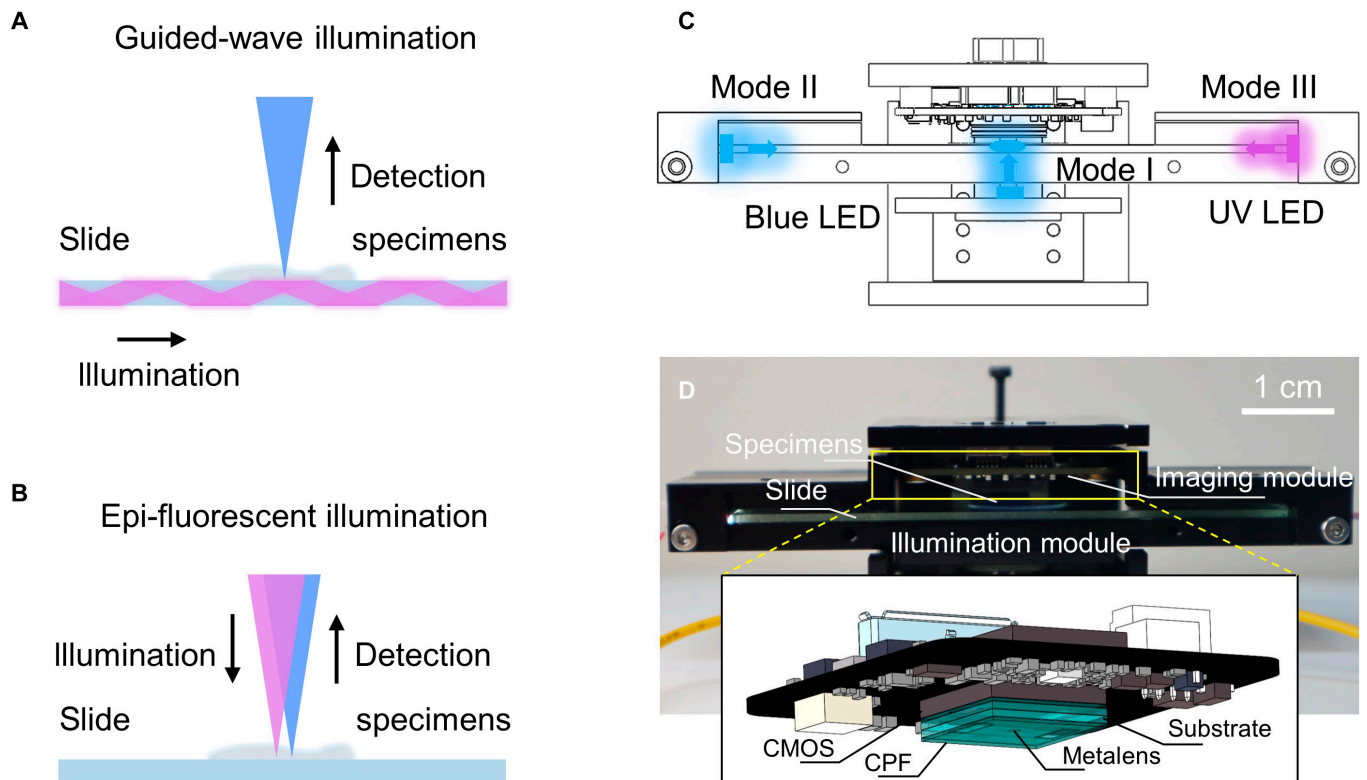 A
Guided-wave illumination
Detection
Slide
specimens
Illumination
B
Epi-fluorescent illumination
Illumination
Detection
Slide
specimens
C
Mode II
Mode III
Mode I
Blue LED
UV LED
D
1 cm
Specimens
Imaging module
Slide
Illumination module
CMOS
CPF
Metalens
Substrate